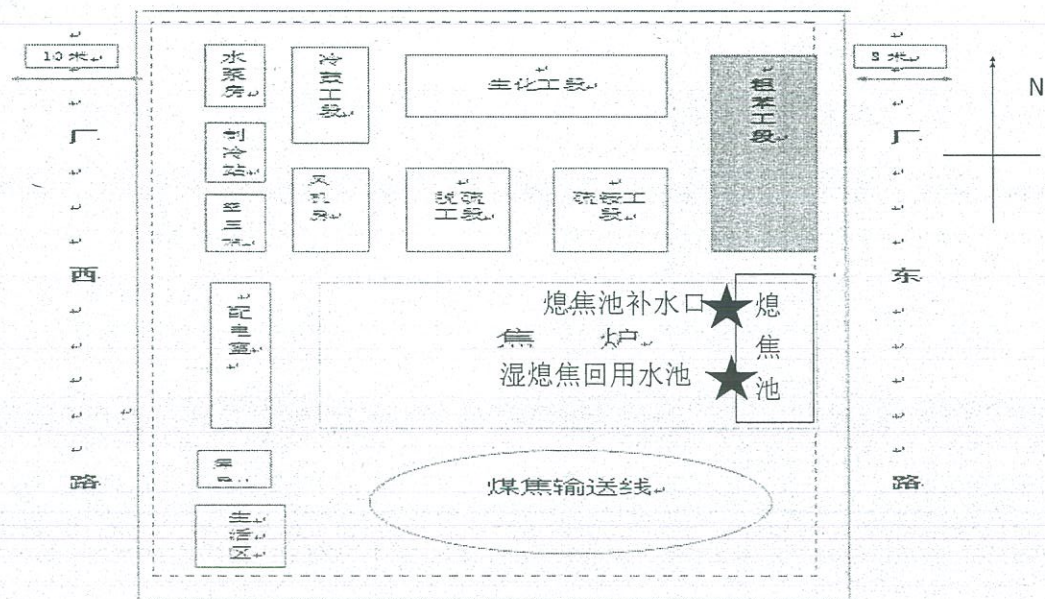 10米
水泵房
冷鼓工段
生化工段
粗苯工段
8米
N
厂西路
制冷站
风机房
脱硫工段
硫铵工段
厂东路
配电室
熄焦池补水口
焦炉
湿熄焦回用水池
熄焦池
煤焦输送线
生活区